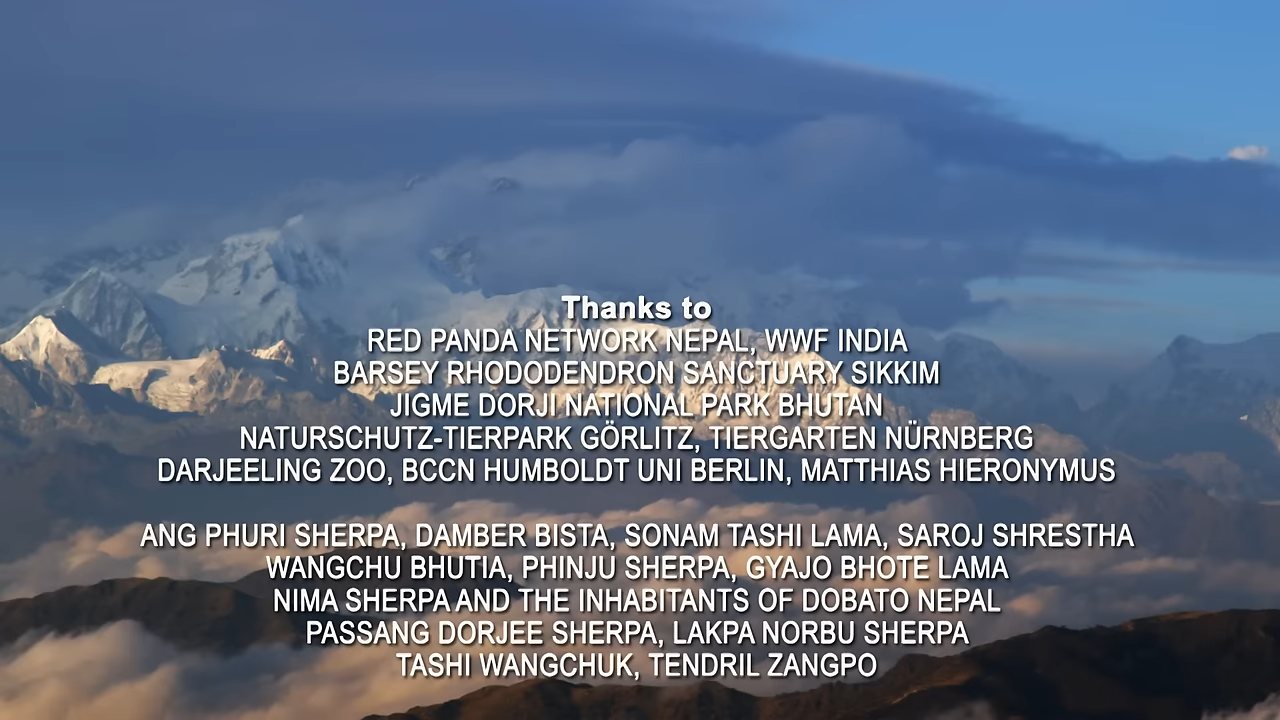 Thanks to
RED PANDA NETWORK NEPAL, WWF INDIA
BARSEY RHODODENDRON SANCTUARY SIKKIM
JIGME DORJI NATIONAL PARK BHUTAN
NATURSCHUTZ-TIERPARK GÖRLITZ, TIERGARTEN NÜRNBERG
DARJEELING ZOO, BCCN HUMBOLDT UNI BERLIN, MATTHIAS HIERONYMUS
ANG PHURI SHERPA, DAMBER BISTA, SONAM TASHI LAMA, SAROJ SHRESTHA
WANGCHU BHUTIA, PHINJU SHERPA, GYAJO BHOTE LAMA
NIMA SHERPA AND THE INHABITANTS OF DOBATO NEPAL
PASSANG DORJEE SHERPA, LAKPA NORBU SHERPA
TASHI WANGCHUK, TENDRIL ZANGPO